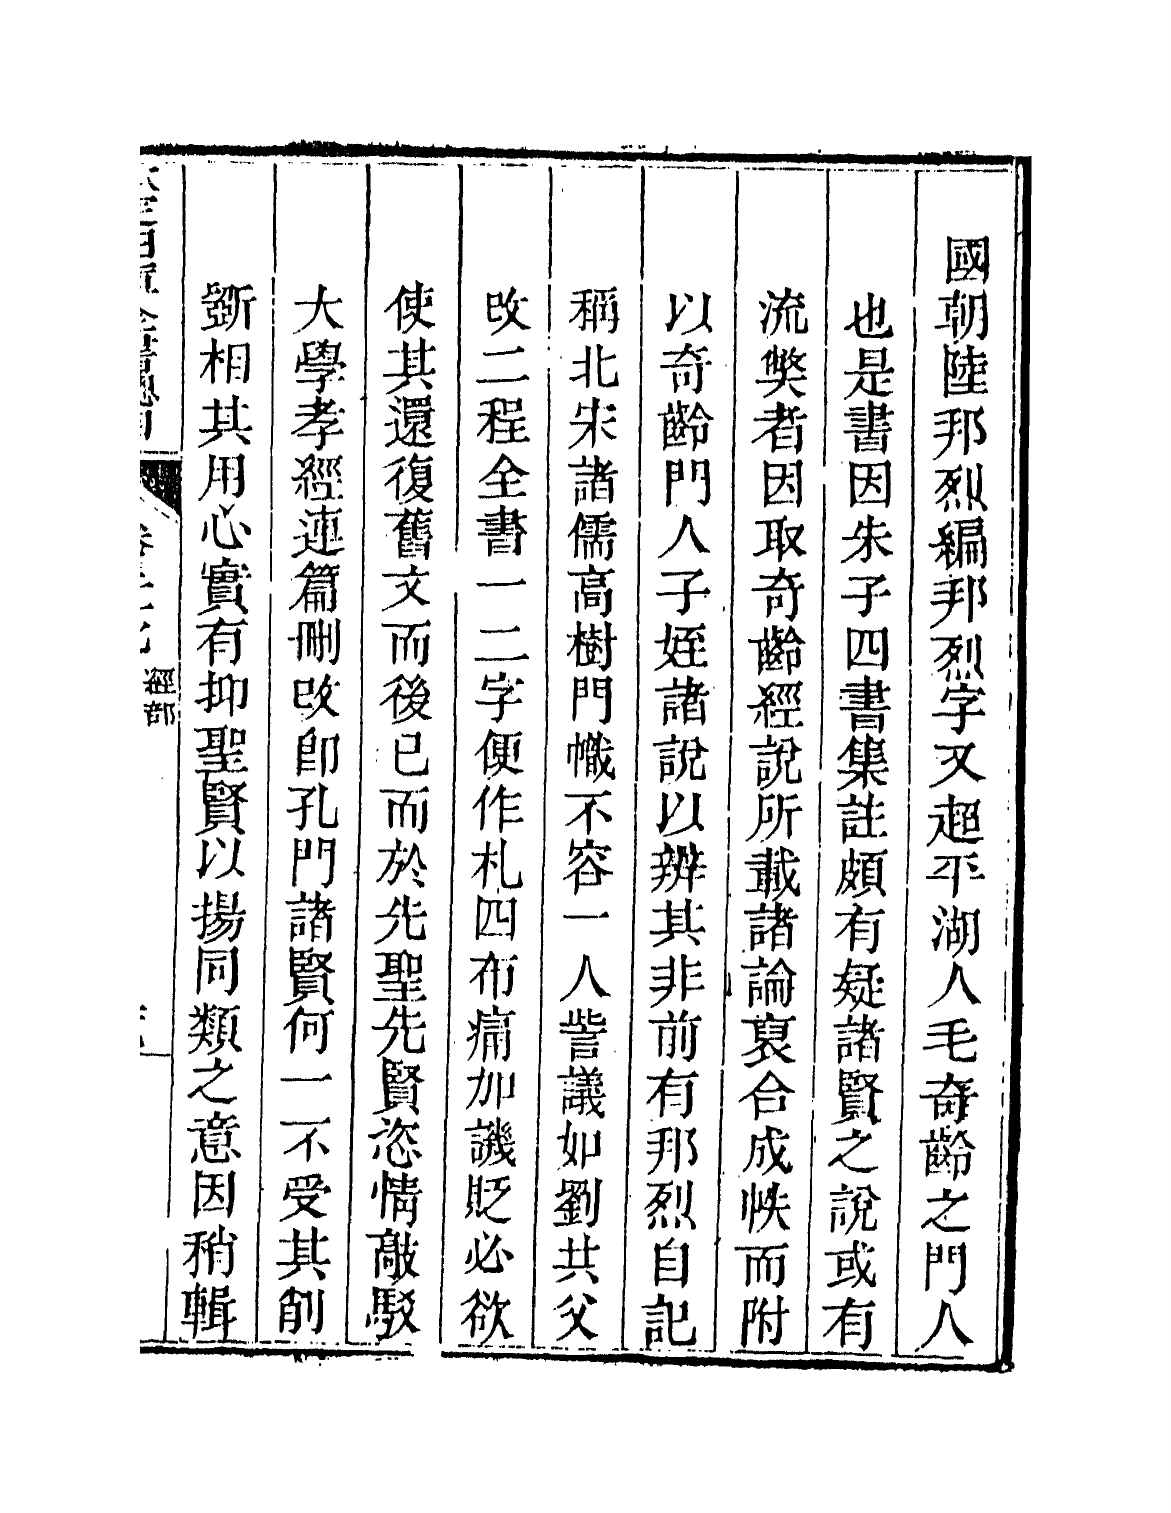 國朝陸邦烈編邦烈字又超平湖人毛奇齡之門人
也是書因朱子四書集註頗有疑諸賢之說或有
流獘者因取奇齡經說所載諸論裒合成帙而附
以奇齡門人子姪諸說以辨其非前有邦烈自記
稱北宋諸儒高樹門幟不容一人訾議如劉共父
改二程全書一二字便作札四布痛加譏貶必欲
使其還復舊文而後已而於先聖先賢恣情敲駁
大學孝經連篇刪改卽孔門諸賢何一不受其削
斲相其用心實有抑聖賢以揚同類之意因稍輯
經部